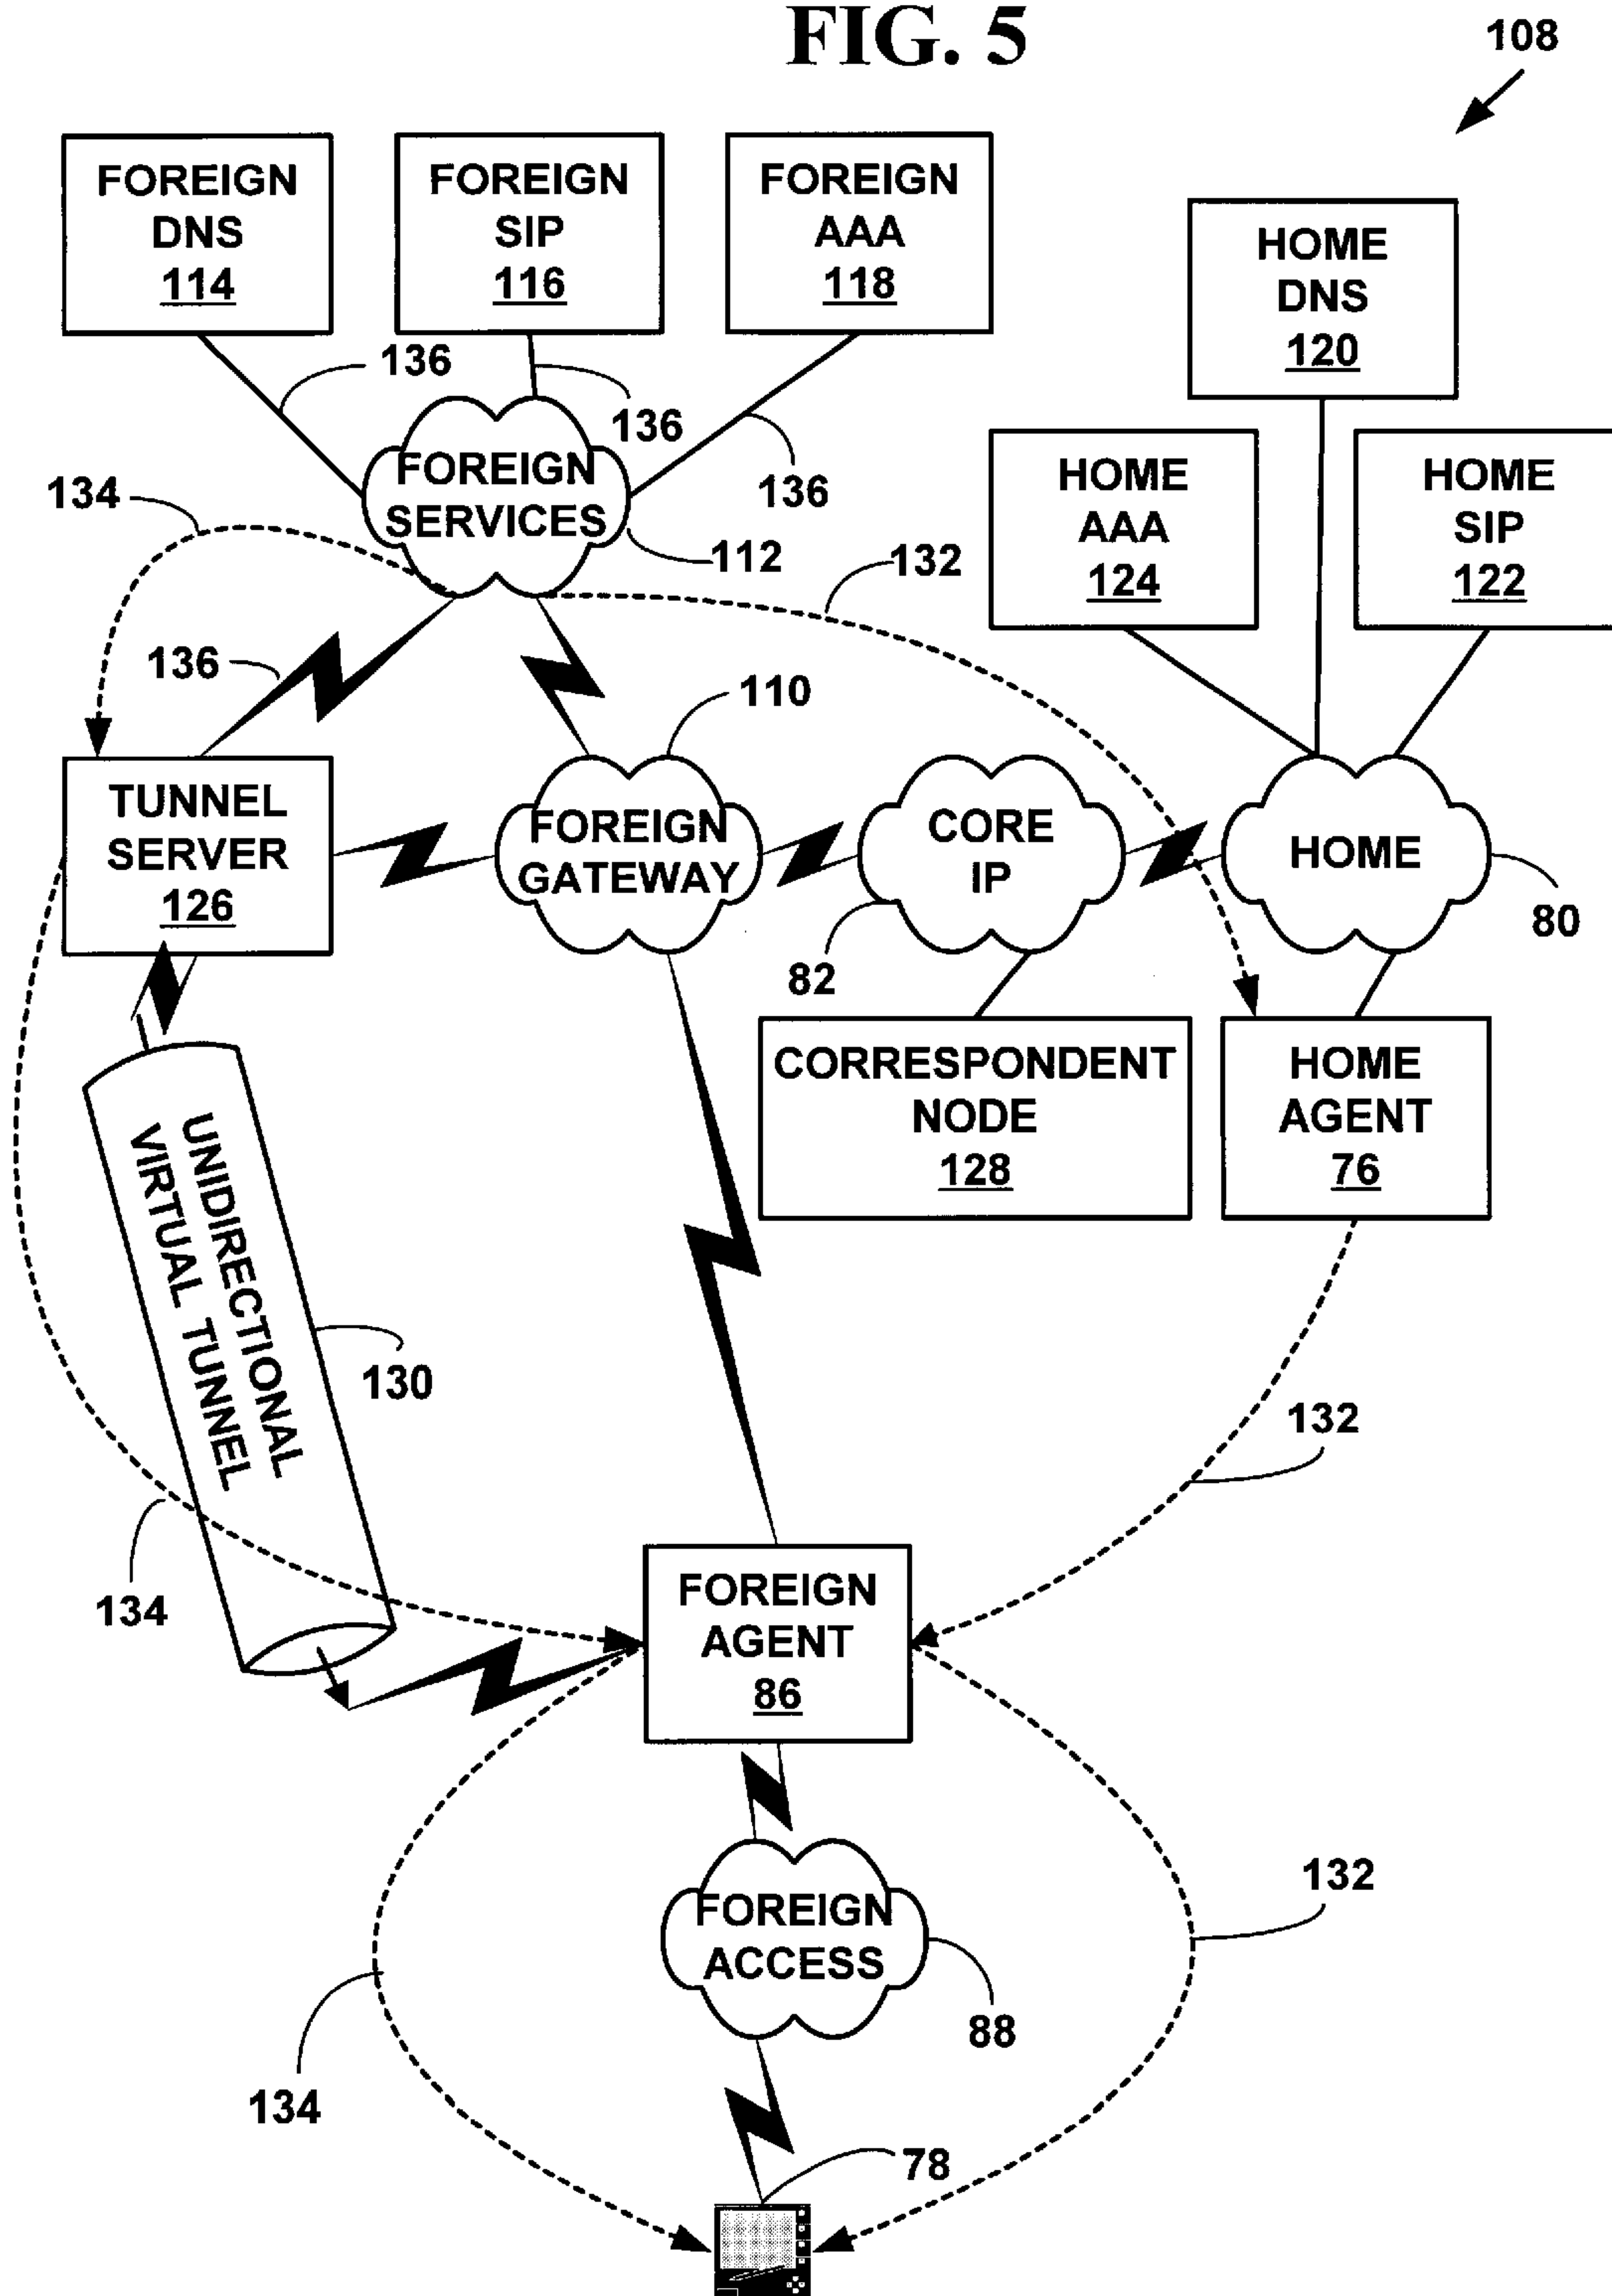 FIG. 5
108
FOREIGN
DNS
114
FOREIGN
SIP
116
FOREIGN
AAA
118
HOME
DNS
120
136
136
136
FOREIGN
SERVICES
112
134
132
HOME
AAA
124
HOME
SIP
122
136
110
TUNNEL
SERVER
126
FOREIGN
GATEWAY
CORE
IP
82
HOME
80
CORRESPONDENT
NODE
128
HOME
AGENT
76
UNIDIRECTIONAL
VIRTUAL TUNNEL
130
132
134
FOREIGN
AGENT
86
FOREIGN
ACCESS
88
132
134
78